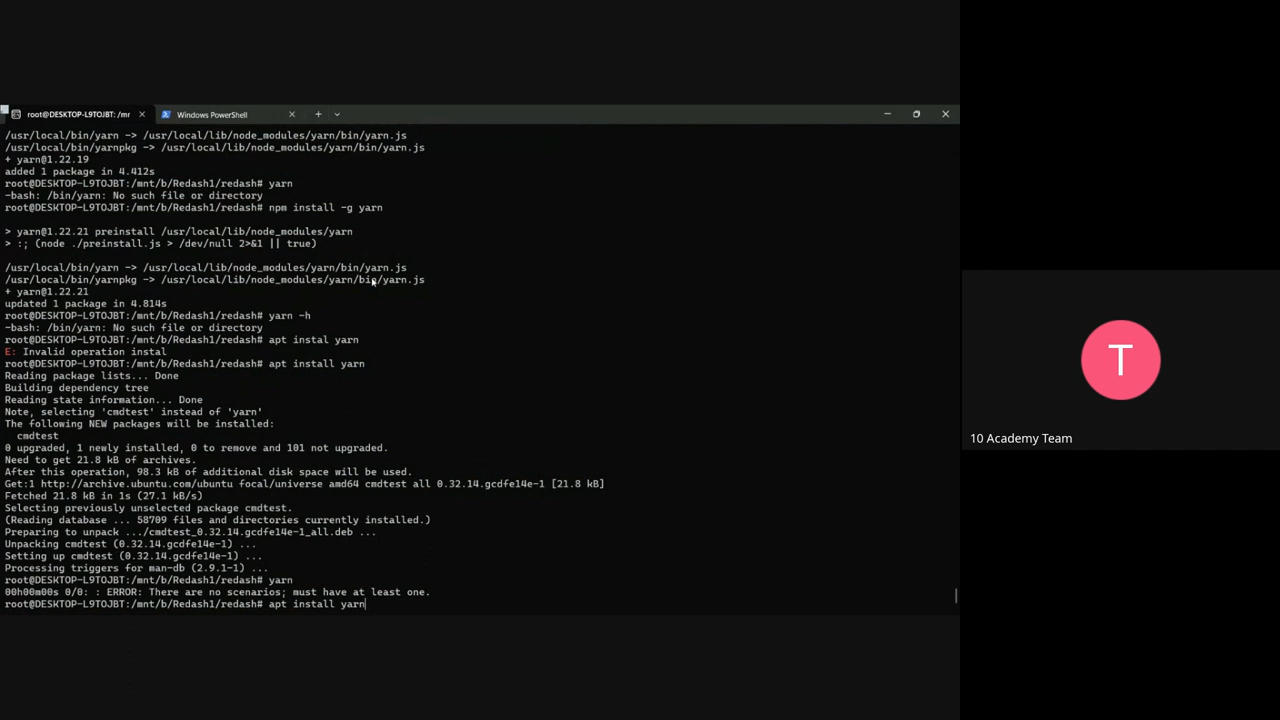 root@DESKTOP-L9TOJBT: /mr
Windows PowerShell
/usr/local/bin/yarn -> /usr/local/lib/node_modules/yarn/bin/yarn.js
/usr/local/bin/yarnpkg -> /usr/local/lib/node_modules/yarn/bin/yarn.js
+ yarn@1.22.19
added 1 package in 4.412s
root@DESKTOP-L9TOJBT:/mnt/b/Redash1/redash# yarn
-bash: /bin/yarn: No such file or directory
root@DESKTOP-L9TOJBT:/mnt/b/Redash1/redash# npm install -g yarn
> yarn@1.22.21 preinstall /usr/local/lib/node_modules/yarn
> :; (node ./preinstall.js > /dev/null 2>&1 || true)
/usr/local/bin/yarn -> /usr/local/lib/node_modules/yarn/bin/yarn.js
/usr/local/bin/yarnpkg -> /usr/local/lib/node_modules/yarn/bin/yarn.js
+ yarn@1.22.21
updated 1 package in 4.814s
root@DESKTOP-L9TOJBT:/mnt/b/Redash1/redash# yarn -h
-bash: /bin/yarn: No such file or directory
root@DESKTOP-L9TOJBT:/mnt/b/Redash1/redash# apt instal yarn
E: Invalid operation instal
root@DESKTOP-L9TOJBT:/mnt/b/Redash1/redash# apt install yarn
Reading package lists... Done
Building dependency tree
Reading state information... Done
Note, selecting 'cmdtest' instead of 'yarn'
The following NEW packages will be installed:
cmdtest
0 upgraded, 1 newly installed, 0 to remove and 101 not upgraded.
Need to get 21.8 kB of archives.
After this operation, 98.3 kB of additional disk space will be used.
Get:1 http://archive.ubuntu.com/ubuntu focal/universe amd64 cmdtest all 0.32.14.gcdfe14e-1 [21.8 kB]
Fetched 21.8 kB in 1s (27.1 kB/s)
Selecting previously unselected package cmdtest.
(Reading database ... 58709 files and directories currently installed.)
Preparing to unpack .../cmdtest_0.32.14.gcdfe14e-1_all.deb ...
Unpacking cmdtest (0.32.14.gcdfe14e-1) ...
Setting up cmdtest (0.32.14.gcdfe14e-1) ...
Processing triggers for man-db (2.9.1-1) ...
root@DESKTOP-L9TOJBT:/mnt/b/Redash1/redash# yarn
00h00m00s 0/0: : ERROR: There are no scenarios; must have at least one.
root@DESKTOP-L9TOJBT:/mnt/b/Redash1/redash# apt install yarn
T
10 Academy Team